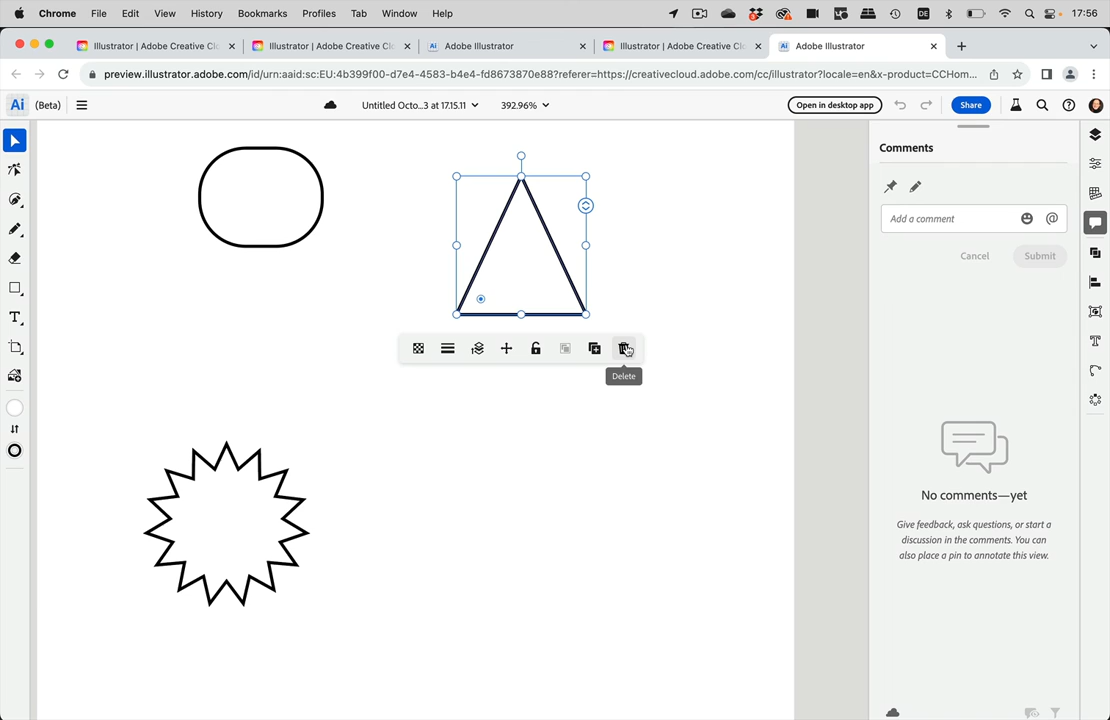 Chrome File Edit View History Bookmarks Profiles Tab Window Help
DE
17:56
Illustrator | Adobe Creative Clo
Illustrator | Adobe Creative Clo
Adobe Illustrator
Illustrator | Adobe Creative Clo
Adobe Illustrator
preview.illustrator.adobe.com/id/urn:aaid:sc:EU:4b399f00-d7e4-4583-b4e4-fd8673870e88?referer=https://creativecloud.adobe.com/cc/illustrator?locale=en&x-product=CCHom...
Ai (Beta)
Untitled Octo...3 at 17.15.11
392.96%
Open in desktop app
Share
Comments
Add a comment
Cancel
Submit
Delete
No comments—yet
Give feedback, ask questions, or start a
discussion in the comments. You can
also place a pin to annotate this view.